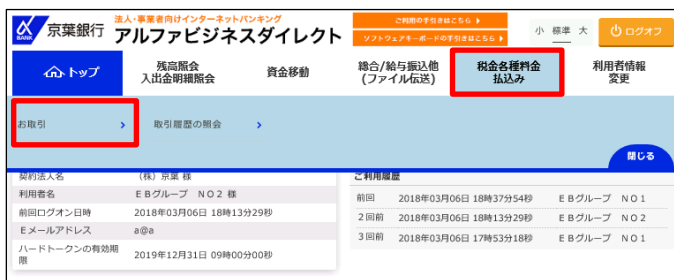 BANK
京葉銀行
法人・事業者向けインターネットバンキング
アルファビジネスダイレクト
ご利用の手引きはこちら
ソフトウェアキーボードの手引きはこちら
小 標準 大
ログオフ
トップ
残高照会
入出金明細照会
資金移動
総合/給与振込他
(ファイル伝送)
税金各種料金
払込み
利用者情報
変更
お取引
取引履歴の照会
閉じる
契約法人名 (株)京葉 様
利用者名 EBグループ NO2 様
前回ログオン日時 2018年03月06日 18時13分29秒
Eメールアドレス a@a
ハードトークンの有効期
限 2019年12月31日 09時00分00秒
ご利用履歴
前回 2018年03月06日 18時37分54秒 EBグループ NO1
2回前 2018年03月06日 18時13分29秒 EBグループ NO2
3回前 2018年03月06日 17時53分18秒 EBグループ NO1